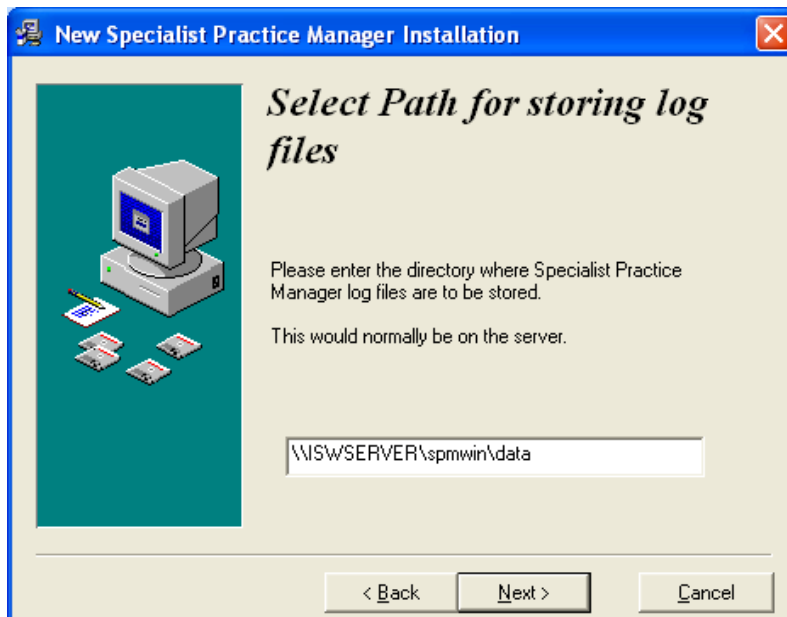 New Specialist Practice Manager Installation
Select Path for storing log
files
Please enter the directory where Specialist Practice
Manager log files are to be stored.
This would normally be on the server.
\\ISWSERVER\spmwin\data
< Back
Next >
Cancel